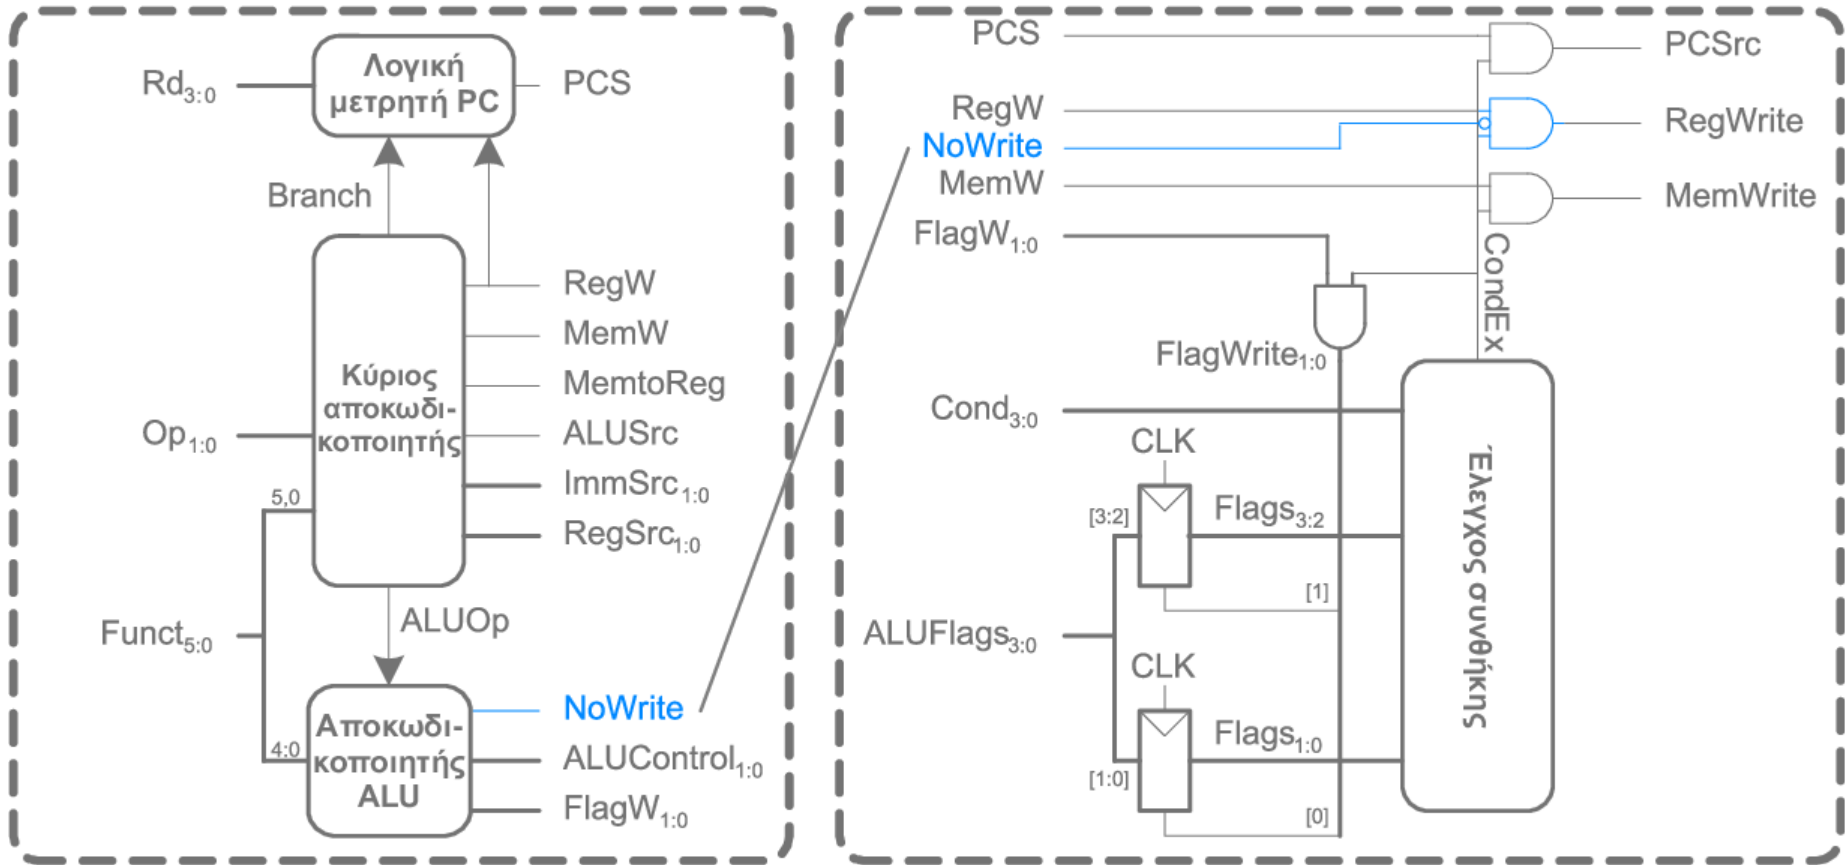 Rd3:0
Λογική
μετρητή PC
PCS
Branch
RegW
MemW
MemtoReg
ALUSrc
ImmSrc1:0
RegSrc1:0
Κύριος
αποκωδι-
κοποιητής
Op1:0
5,0
Funct5:0
ALUOp
4:0
Αποκωδι-
κοποιητής
ALU
NoWrite
ALUControl1:0
FlagW1:0
PCS
PCSrc
RegW
NoWrite
RegWrite
MemW
MemWrite
FlagW1:0
CondEx
FlagWrite1:0
Cond3:0
CLK
[3:2]
Flags3:2
[1]
ALUFlags3:0
CLK
Flags1:0
[1:0]
[0]
Έλεγχος συνθήκης